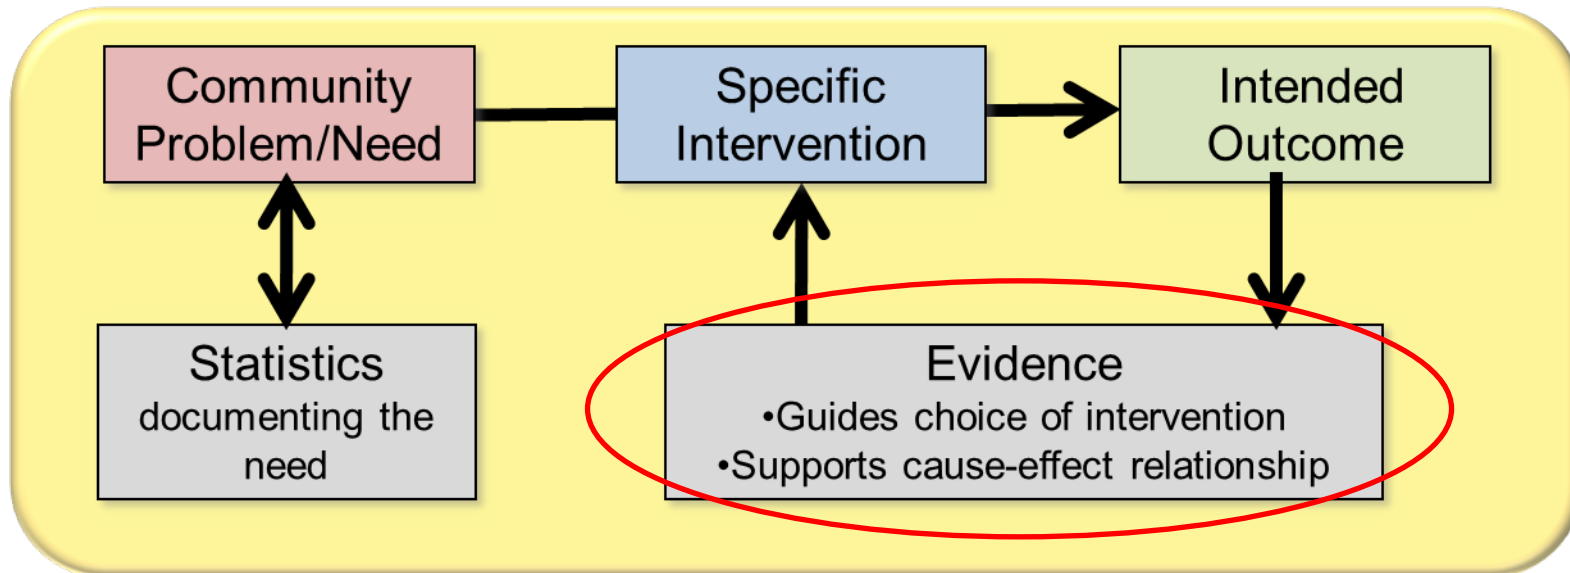 Community
Problem/Need
Specific
Intervention
Intended
Outcome
Statistics
documenting the
need
Evidence
•Guides choice of intervention
•Supports cause-effect relationship